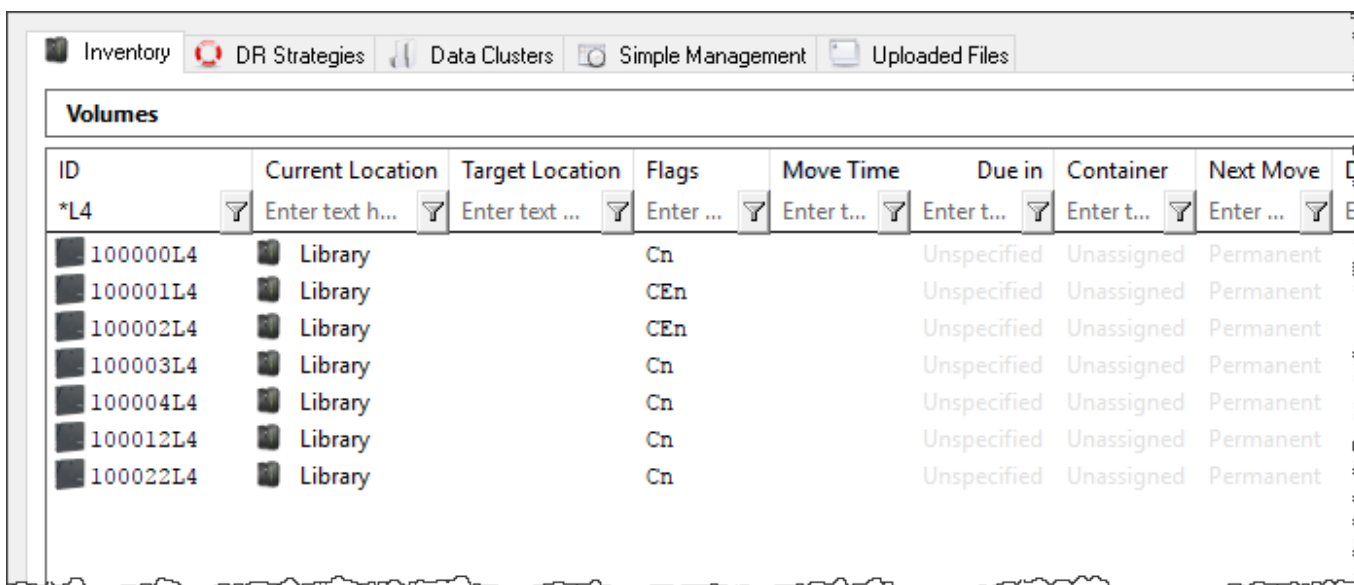 Inventory DR Strategies Data Clusters Simple Management Uploaded Files
Volumes
ID Current Location Target Location Flags Move Time Due in Container Next Move
*L4 Enter text h... Enter text ... Enter ... Enter t... Enter t... Enter t... Enter ...
100000L4 Library Cn Unspecified Unassigned Permanent
100001L4 Library CEn Unspecified Unassigned Permanent
100002L4 Library CEn Unspecified Unassigned Permanent
100003L4 Library Cn Unspecified Unassigned Permanent
100004L4 Library Cn Unspecified Unassigned Permanent
100012L4 Library Cn Unspecified Unassigned Permanent
100022L4 Library Cn Unspecified Unassigned Permanent